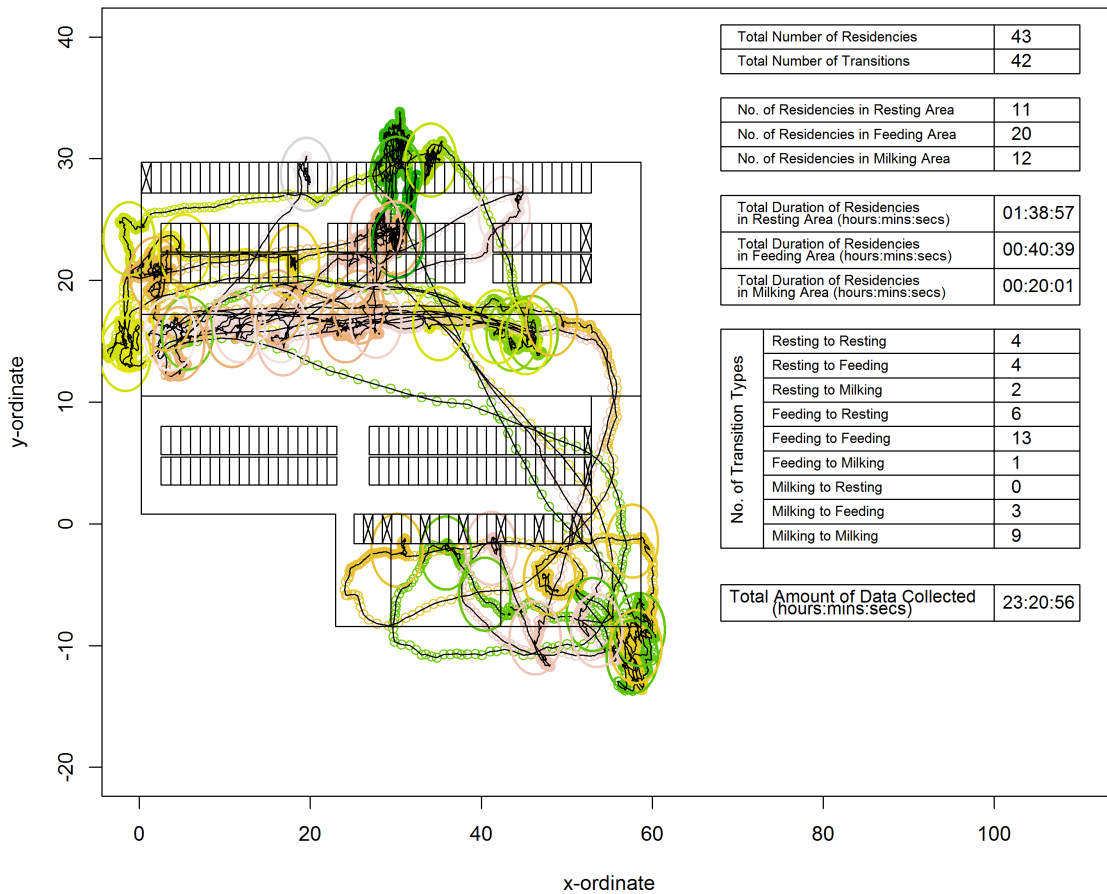 Total Number of Residencies 43
Total Number of Transitions 42
No. of Residencies in Resting Area 11
No. of Residencies in Feeding Area 20
No. of Residencies in Milking Area 12
Total Duration of Residencies
in Resting Area (hours:mins:secs) 01:38:57
Total Duration of Residencies
in Feeding Area (hours:mins:secs) 00:40:39
Total Duration of Residencies
in Milking Area (hours:mins:secs) 00:20:01
No. of Transition Types
Resting to Resting 4
Resting to Feeding 4
Resting to Milking 2
Feeding to Resting 6
Feeding to Feeding 13
Feeding to Milking 1
Milking to Resting 0
Milking to Feeding 3
Milking to Milking 9
Total Amount of Data Collected
(hours:mins:secs) 23:20:56
y-ordinate
40
30
20
10
0
-10
-20
0 20 40 60 80 100
x-ordinate